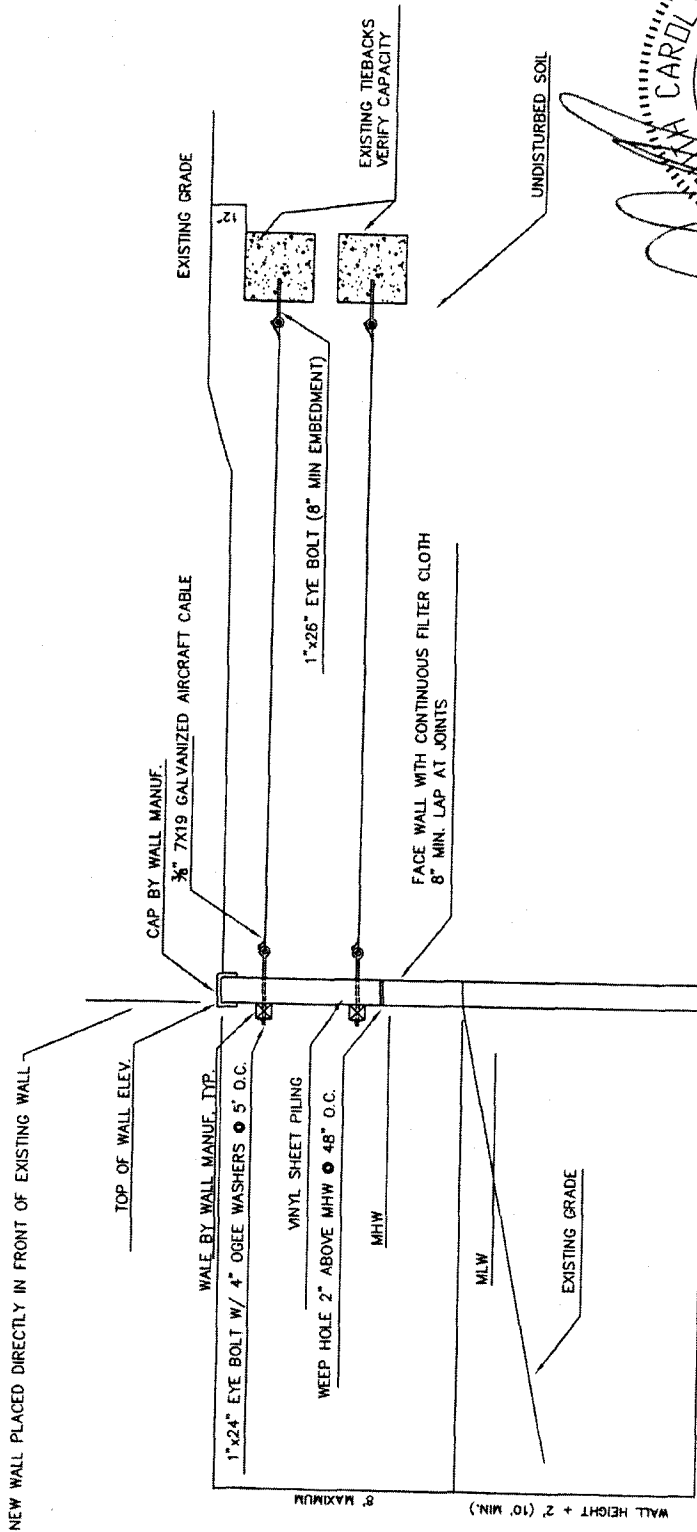 NEW WALL PLACED DIRECTLY IN FRONT OF EXISTING WALL
TOP OF WALL ELEV.
CAP BY WALL MANUF.
⅜" 7X19 GALVANIZED AIRCRAFT CABLE
WALE BY WALL MANUF, TYP.
1"x24" EYE BOLT W/ 4" OGEE WASHERS @ 5' O.C.
VINYL SHEET PILING
WEEP HOLE 2" ABOVE MHW @ 48" O.C.
MHW
MLW
EXISTING GRADE
8' MAXIMUM
WALL HEIGHT + 2' (10' MIN.)
1"x26" EYE BOLT (8" MIN EMBEDMENT)
FACE WALL WITH CONTINUOUS FILTER CLOTH
8" MIN. LAP AT JOINTS
EXISTING GRADE
12"
EXISTING TIEBACKS
VERIFY CAPACITY
UNDISTURBED SOIL
CAROL